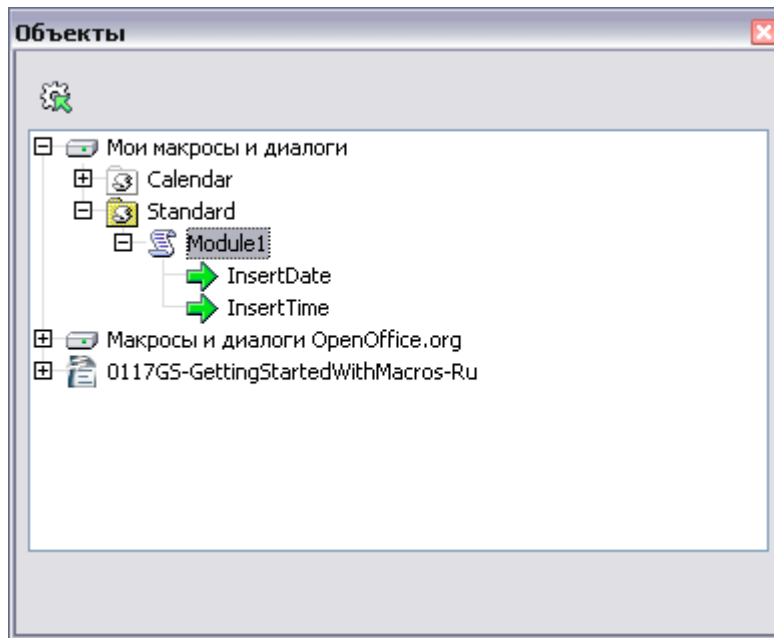 Объекты
Мои макросы и диалоги
Calendar
Standard
Module1
InsertDate
InsertTime
Макросы и диалоги OpenOffice.org
0117GS-GettingStartedWithMacros-Ru